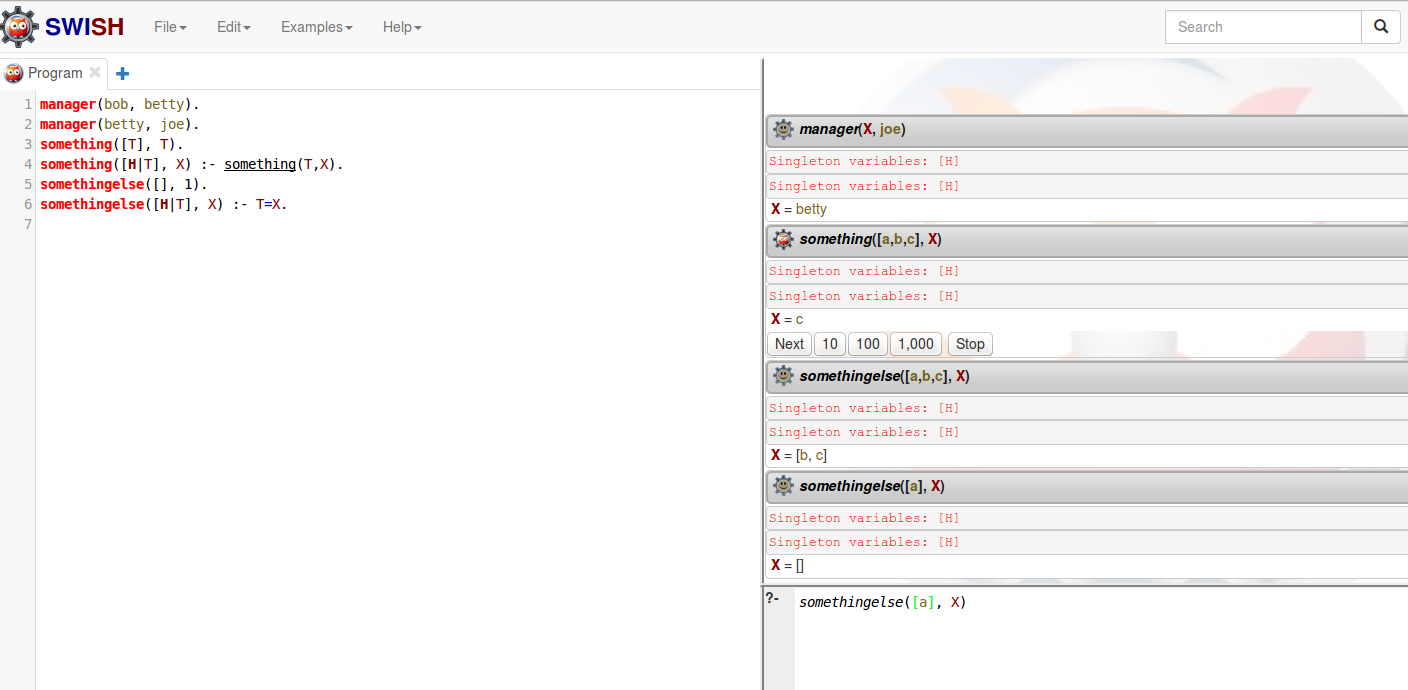 SWISH File Edit Examples Help Search
Program
1 manager(bob, betty).
2 manager(betty, joe).
3 something([T], T).
4 something([H|T], X) :- something(T,X).
5 somethingelse([], 1).
6 somethingelse([H|T], X) :- T=X.
7
manager(X, joe)
Singleton variables: [H]
Singleton variables: [H]
X = betty
something([a,b,c], X)
Singleton variables: [H]
Singleton variables: [H]
X = c
Next 10 100 1,000 Stop
somethingelse([a,b,c], X)
Singleton variables: [H]
Singleton variables: [H]
X = [b, c]
somethingelse([a], X)
Singleton variables: [H]
Singleton variables: [H]
X = []
?- somethingelse([a], X)